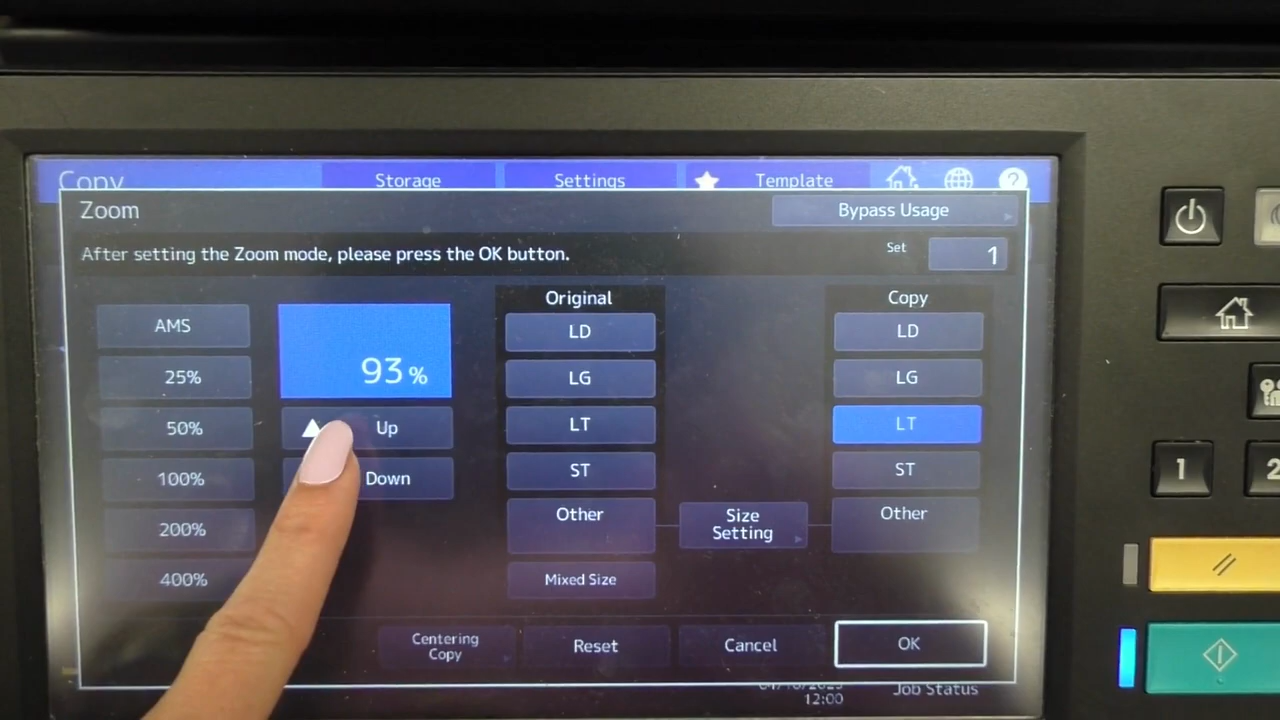 Copy
Storage
Settings
Template
?
Zoom
Bypass Usage
After setting the Zoom mode, please press the OK button.
Set
1
AMS
25%
50%
100%
200%
400%
93 %
Up
Down
Original
LD
LG
LT
ST
Other
Mixed Size
Size
Setting
Copy
LD
LG
LT
ST
Other
Centering
Copy
Reset
Cancel
OK
12:00
Job Status
1
2